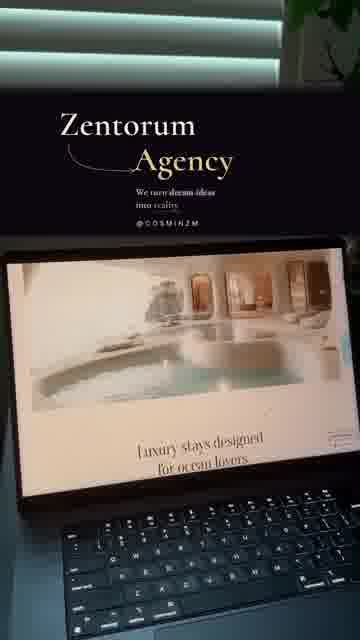 Zentorum
Agency
We turn dream ideas
into reality
@COSMINZM
Luxury stays designed
for ocean lovers